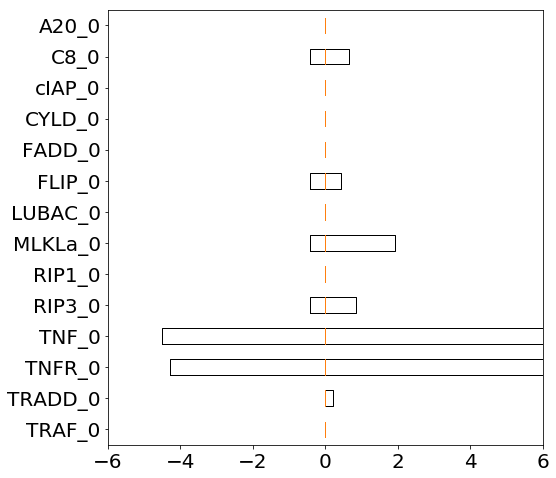 A20_0
C8_0
cIAP_0
CYLD_0
FADD_0
FLIP_0
LUBAC_0
MLKLa_0
RIP1_0
RIP3_0
TNF_0
TNFR_0
TRADD_0
TRAF_0
−6 −4 −2 0 2 4 6